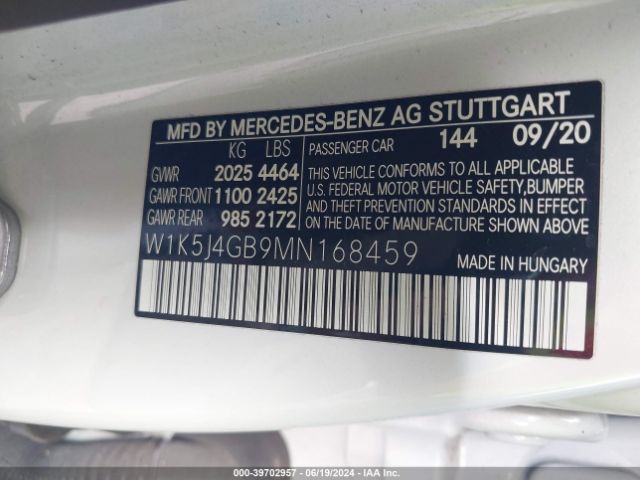 MFD BY MERCEDES-BENZ AG STUTTGART
KG LBS
GVWR 2025 4464
GAWR FRONT 1100 2425
GAWR REAR 985 2172
PASSENGER CAR 144 09/20
THIS VEHICLE CONFORMS TO ALL APPLICABLE
U.S. FEDERAL MOTOR VEHICLE SAFETY,BUMPER
AND THEFT PREVENTION STANDARDS IN EFFECT
ON THE DATE OF MANUFACTURE SHOWN ABOVE
W1K5J4GB9MN168459
MADE IN HUNGARY
000-39702957 - 06/19/2024 - IAA Inc.